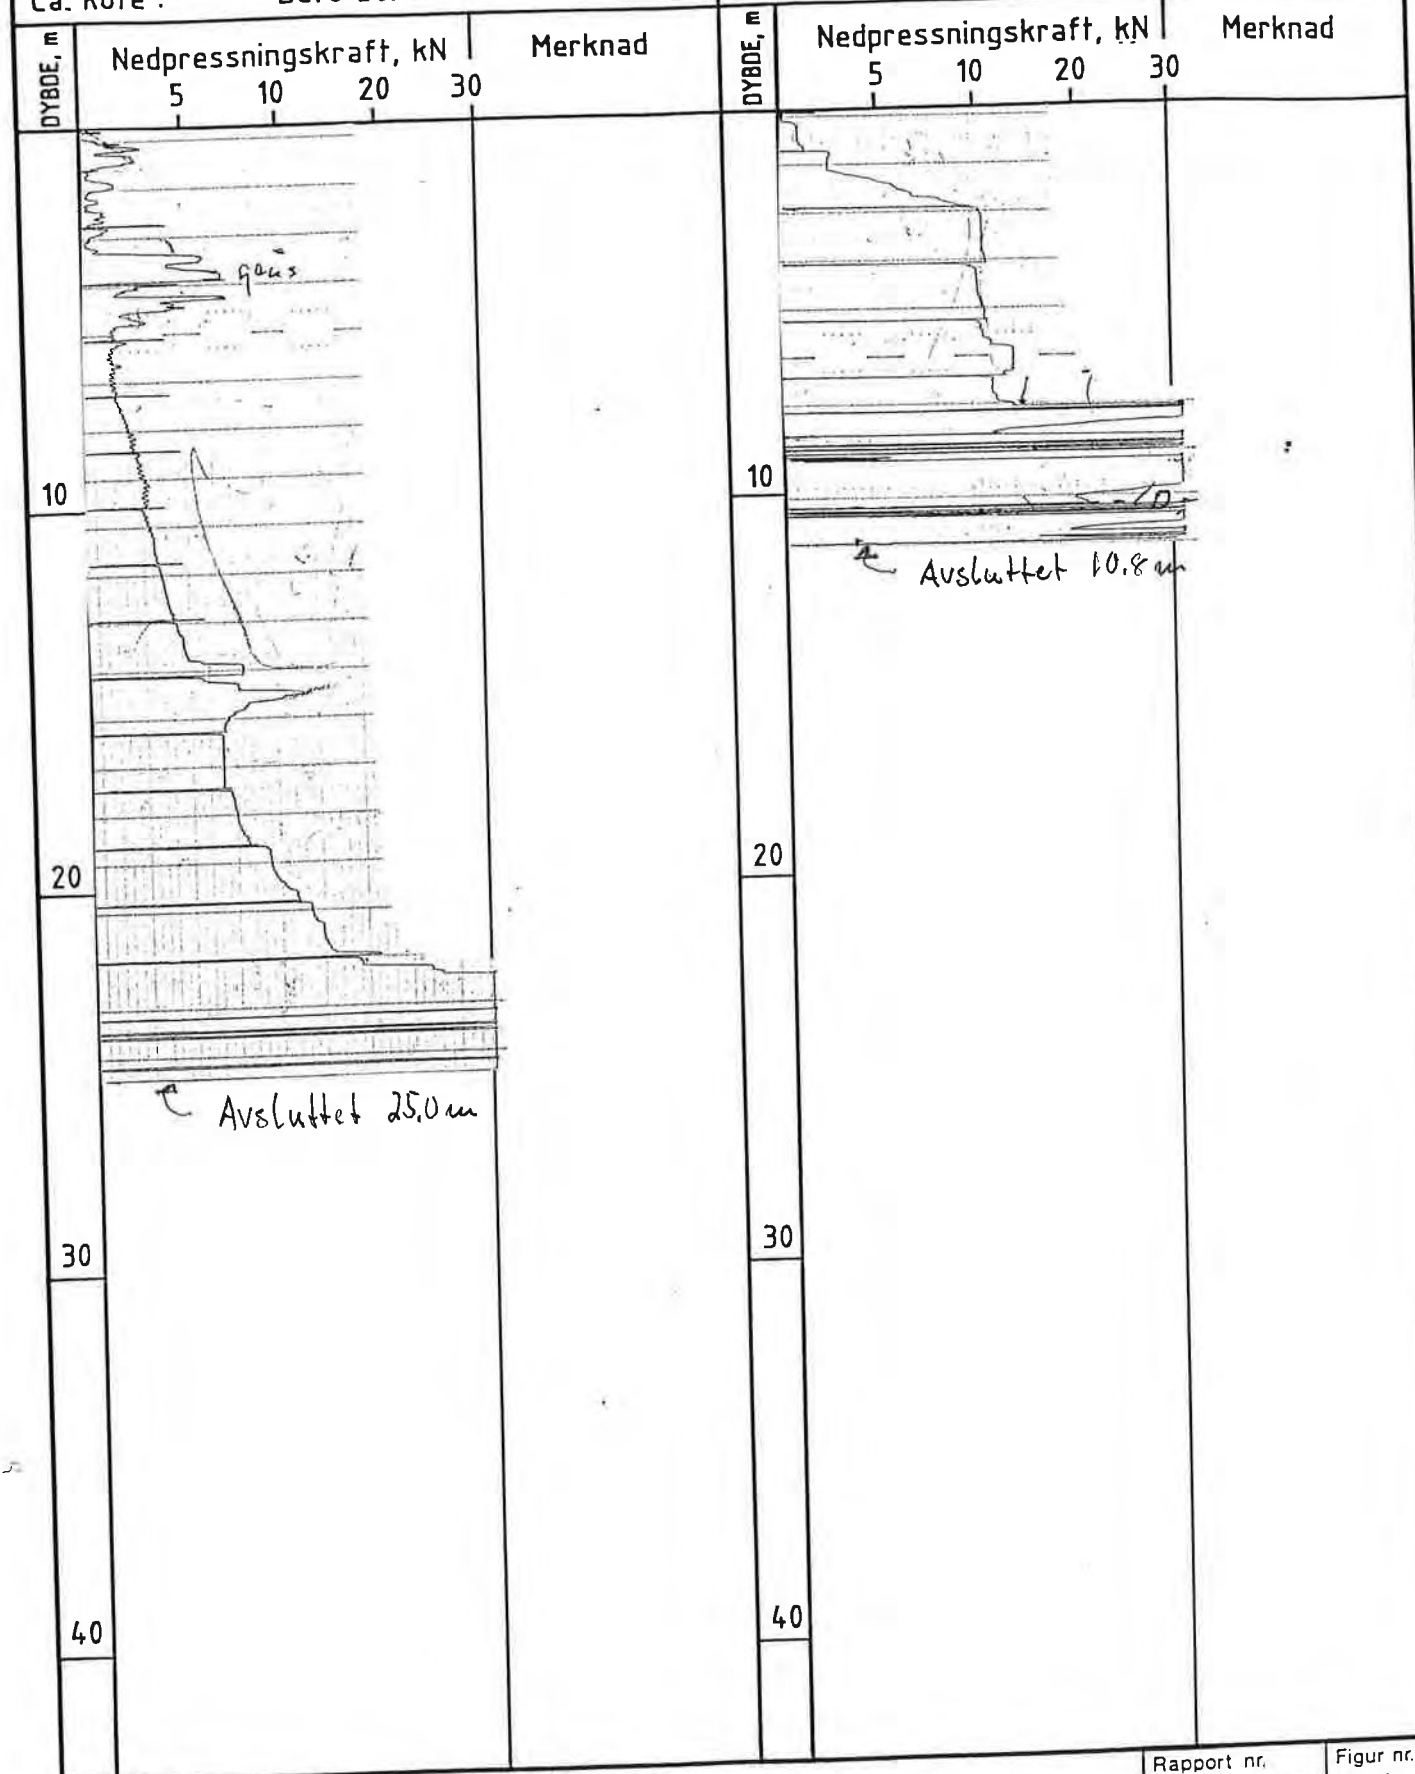 Ca. Kote :
DYBDE, m
Nedpressningskraft, kN
Merknad
5 10 20 30
10
20
30
40
Avsluttet 25,0 m
DYBDE, m
Nedpressningskraft, kN
Merknad
5 10 20 30
10
20
30
40
Avsluttet 10.8 m
Rapport nr.
Figur nr.